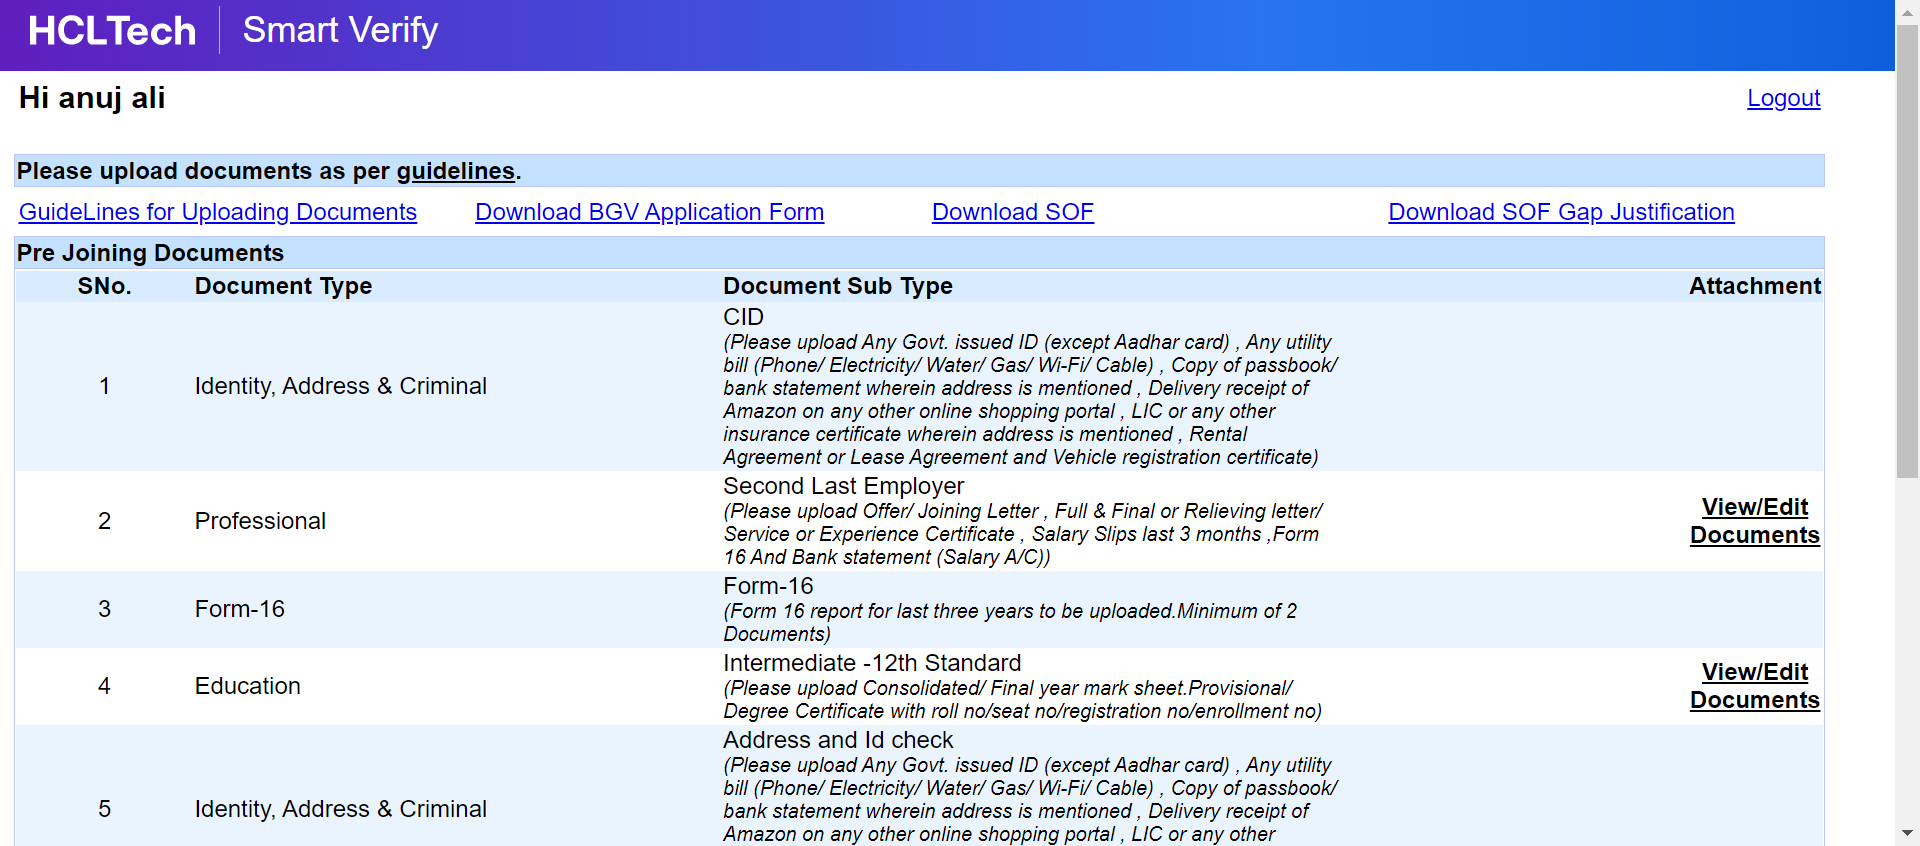 HCLTech Smart Verify
Hi anuj ali
Logout
Please upload documents as per guidelines.
GuideLines for Uploading Documents Download BGV Application Form Download SOF Download SOF Gap Justification
Pre Joining Documents
SNo. Document Type Document Sub Type Attachment
1 Identity, Address & Criminal
CID
(Please upload Any Govt. issued ID (except Aadhar card) , Any utility
bill (Phone/ Electricity/ Water/ Gas/ Wi-Fi/ Cable) , Copy of passbook/
bank statement wherein address is mentioned , Delivery receipt of
Amazon on any other online shopping portal , LIC or any other
insurance certificate wherein address is mentioned , Rental
Agreement or Lease Agreement and Vehicle registration certificate)
2 Professional
Second Last Employer
(Please upload Offer/ Joining Letter , Full & Final or Relieving letter/
Service or Experience Certificate , Salary Slips last 3 months ,Form
16 And Bank statement (Salary A/C))
View/Edit
Documents
3 Form-16
Form-16
(Form 16 report for last three years to be uploaded.Minimum of 2
Documents)
4 Education
Intermediate -12th Standard
(Please upload Consolidated/ Final year mark sheet.Provisional/
Degree Certificate with roll no/seat no/registration no/enrollment no)
View/Edit
Documents
5 Identity, Address & Criminal
Address and Id check
(Please upload Any Govt. issued ID (except Aadhar card) , Any utility
bill (Phone/ Electricity/ Water/ Gas/ Wi-Fi/ Cable) , Copy of passbook/
bank statement wherein address is mentioned , Delivery receipt of
Amazon on any other online shopping portal , LIC or any other